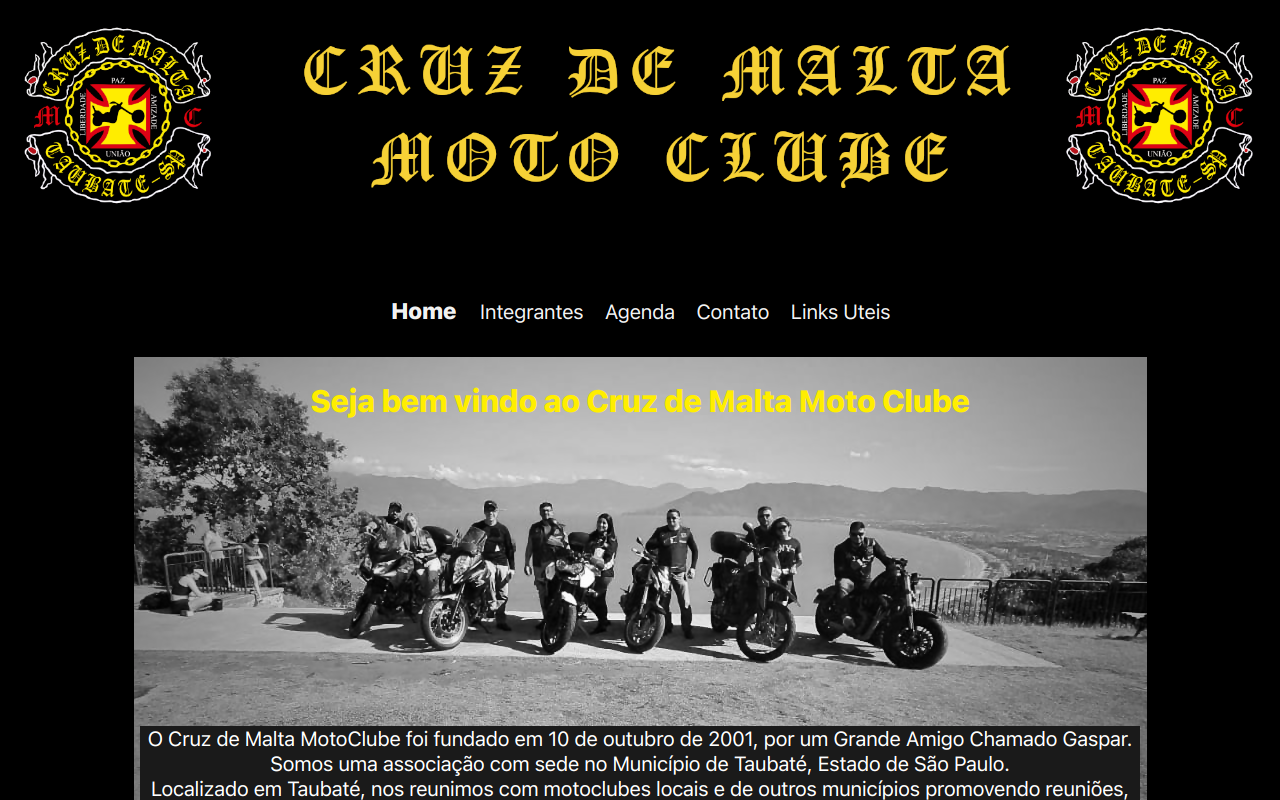 CRUZ DE MALTA
PAZ
LIBERDADE
AMIZADE
M C
UNIÃO
TAUBATE-SP
CRUZ DE MALTA
MOTO CLUBE
CRUZ DE MALTA
PAZ
LIBERDADE
AMIZADE
M C
UNIÃO
TAUBATE-SP
Home Integrantes Agenda Contato Links Uteis
Seja bem vindo ao Cruz de Malta Moto Clube
O Cruz de Malta MotoClube foi fundado em 10 de outubro de 2001, por um Grande Amigo Chamado Gaspar.
Somos uma associação com sede no Município de Taubaté, Estado de São Paulo.
Localizado em Taubaté, nos reunimos com motoclubes locais e de outros municípios promovendo reuniões,